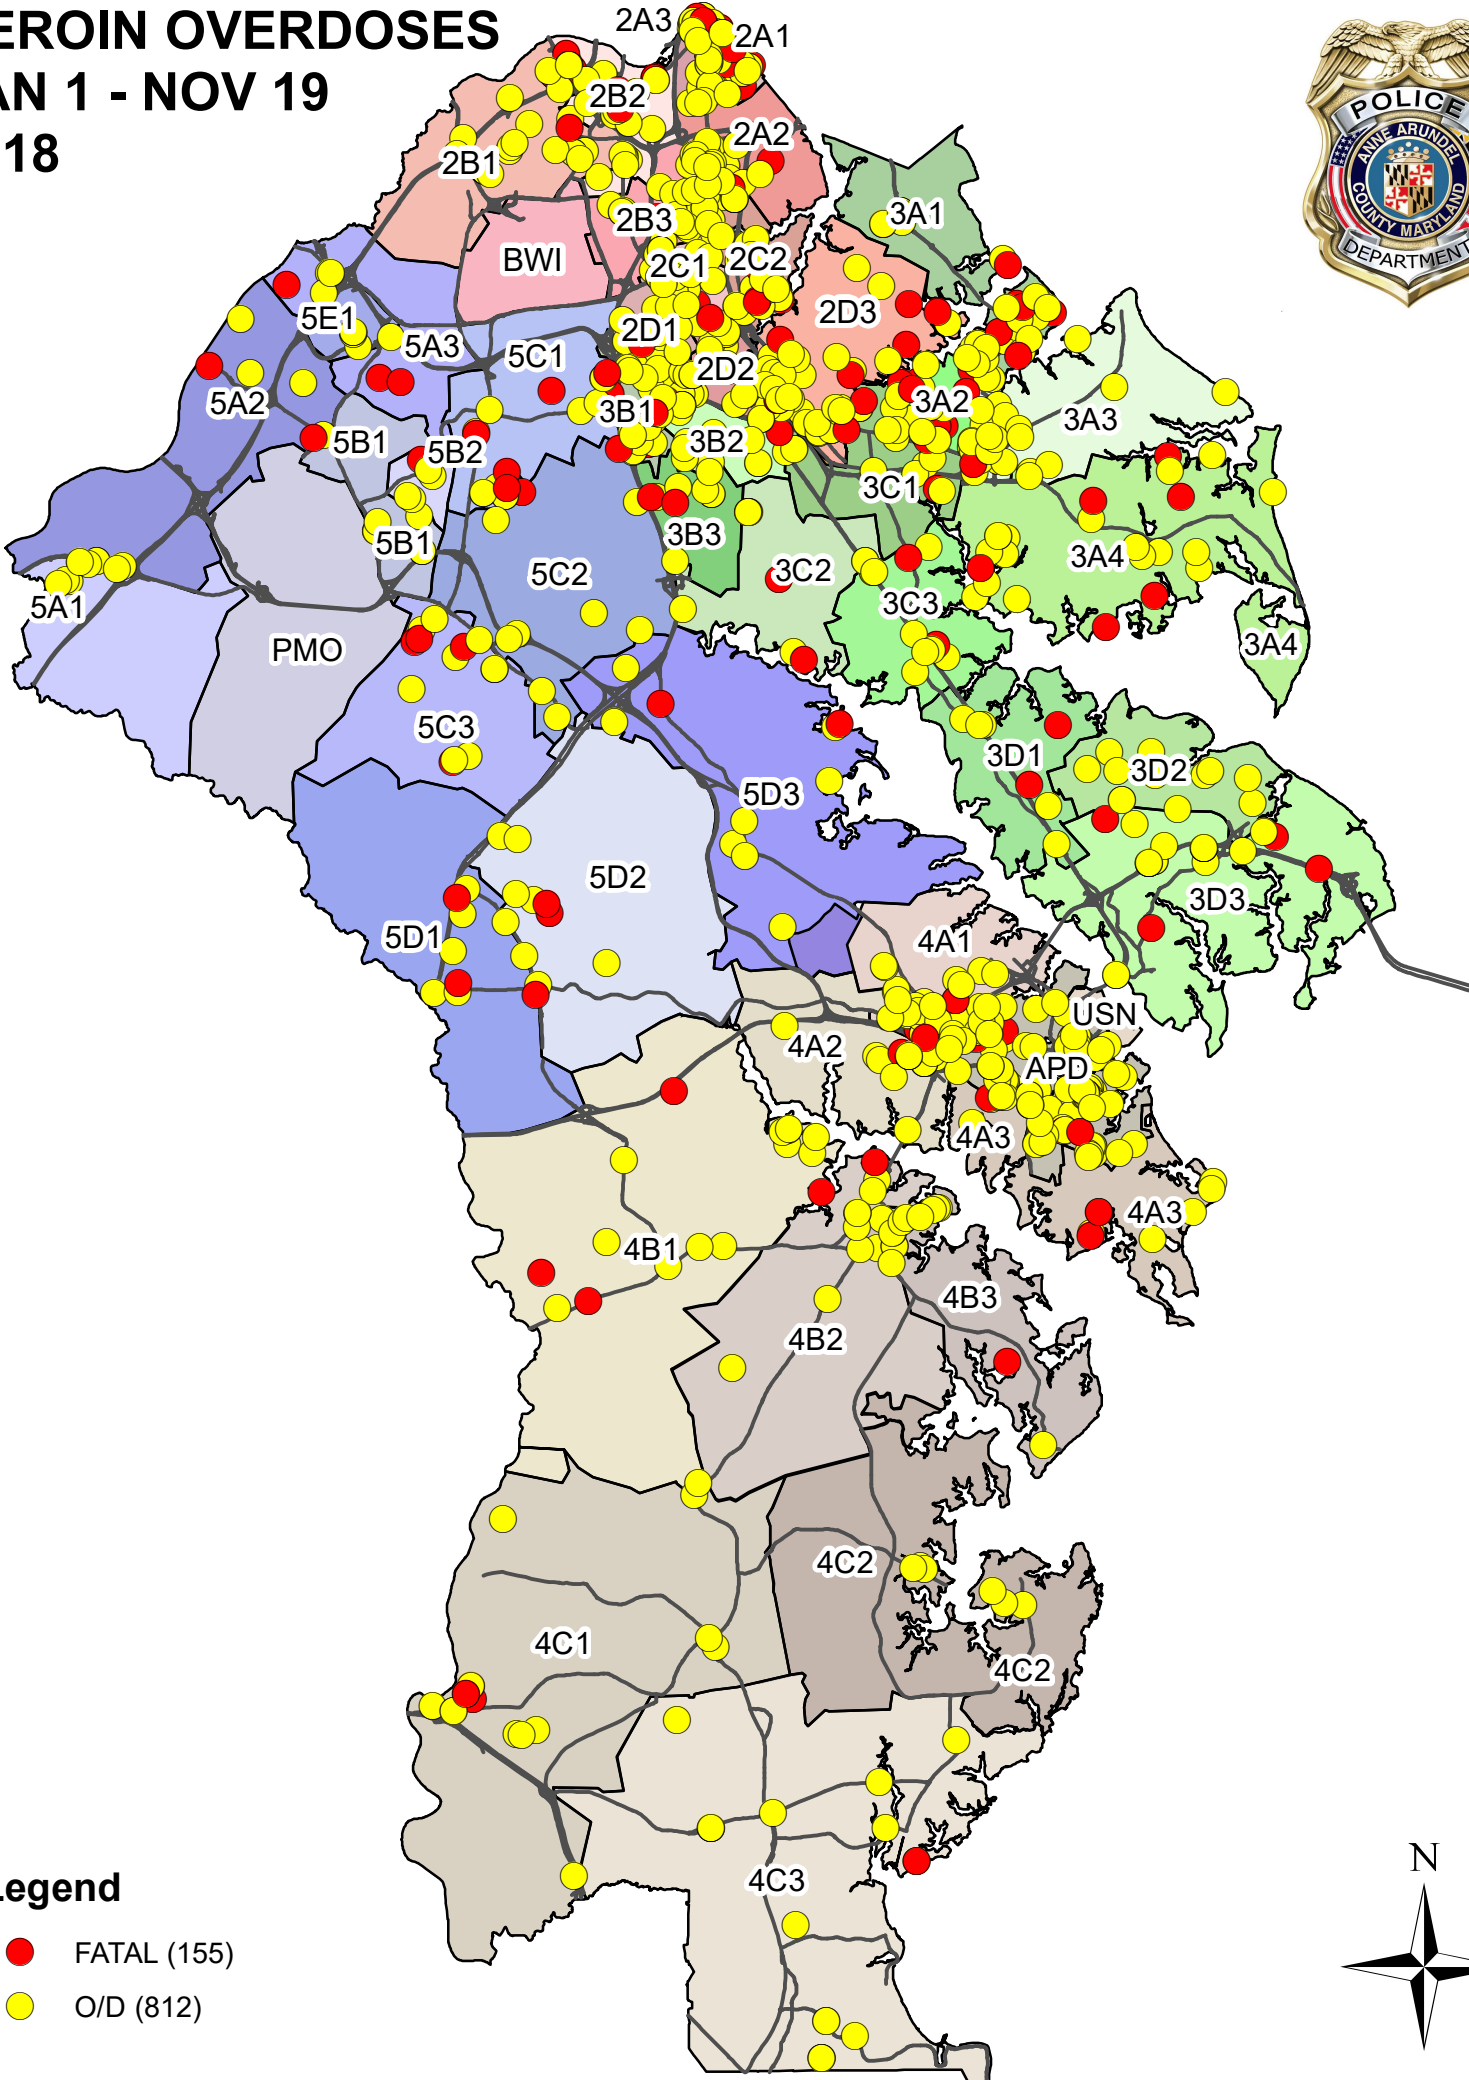 EROIN OVERDOSES
AN 1 - NOV 19
18
2A3
2A1
2B2
2A2
2B1
2B3
3A1
BWI
2C1
2C2
5E1
2D1
2D3
5A3
5C1
2D2
5A2
3B1
3A2
3A3
5B1
5B2
3B2
3C1
5B1
3B3
3A4
5C2
3C2
5A1
3C3
PMO
3A4
5C3
3D1
3D2
5D3
5D2
3D3
5D1
4A1
USN
4A2
APD
4A3
4A3
4B1
4B3
4B2
4C2
4C1
4C2
4C3
POLICE
ANNE ARUNDEL
COUNTY MARYLAND
DEPARTMENT
N
Legend
FATAL (155)
O/D (812)